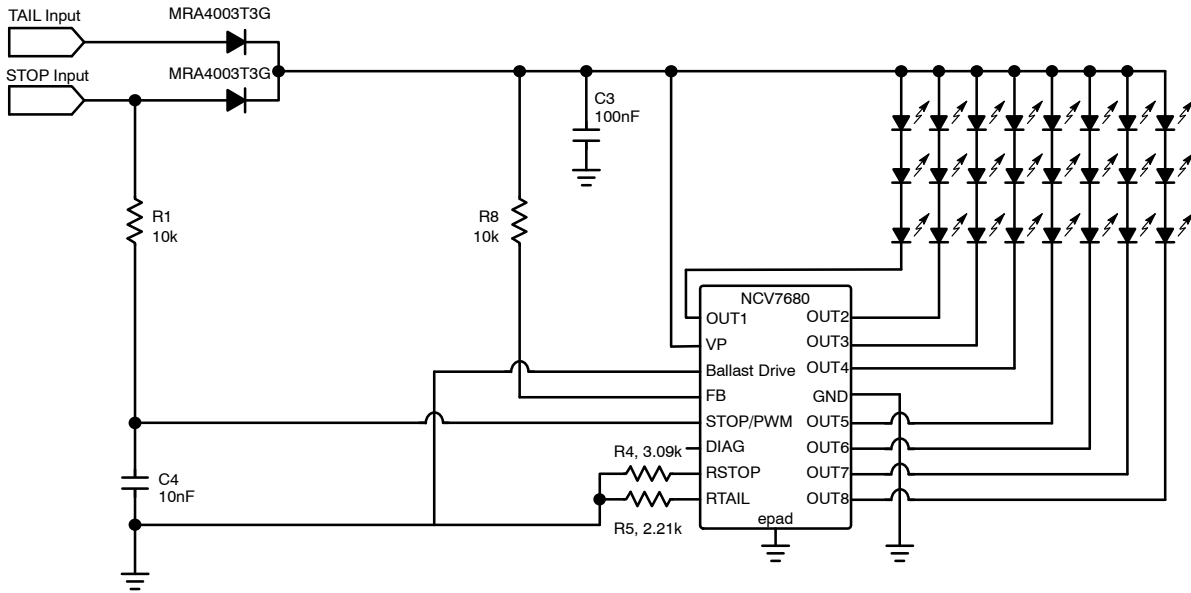 TAIL Input
MRA4003T3G
STOP Input
MRA4003T3G
C3
100nF
R1
10k
R8
10k
NCV7680
OUT1
OUT2
VP
OUT3
Ballast Drive
OUT4
FB
GND
STOP/PWM
OUT5
DIAG
OUT6
R4, 3.09k
RSTOP
OUT7
C4
10nF
RTAIL
OUT8
R5, 2.21k
epad